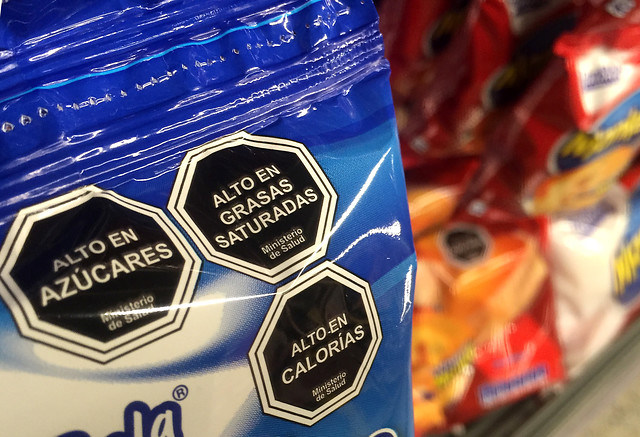 ALTO EN
AZÚCARES
Ministerio
de Salud
ALTO EN
GRASAS
SATURADAS
Ministerio
de Salud
ALTO EN
CALORÍAS
Ministerio
de Salud